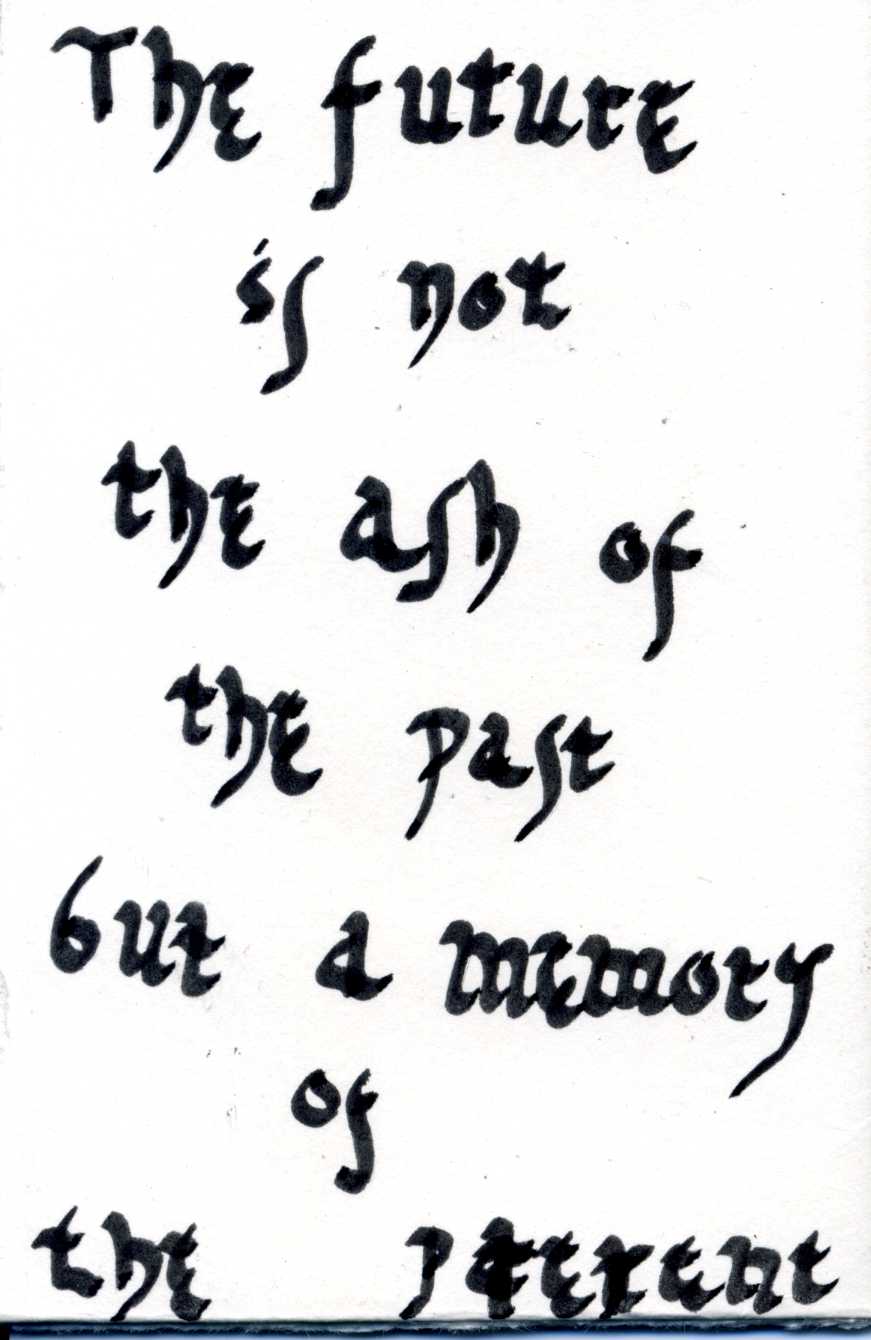 The future
is not
the ash of
the past
but a memory
of
the present